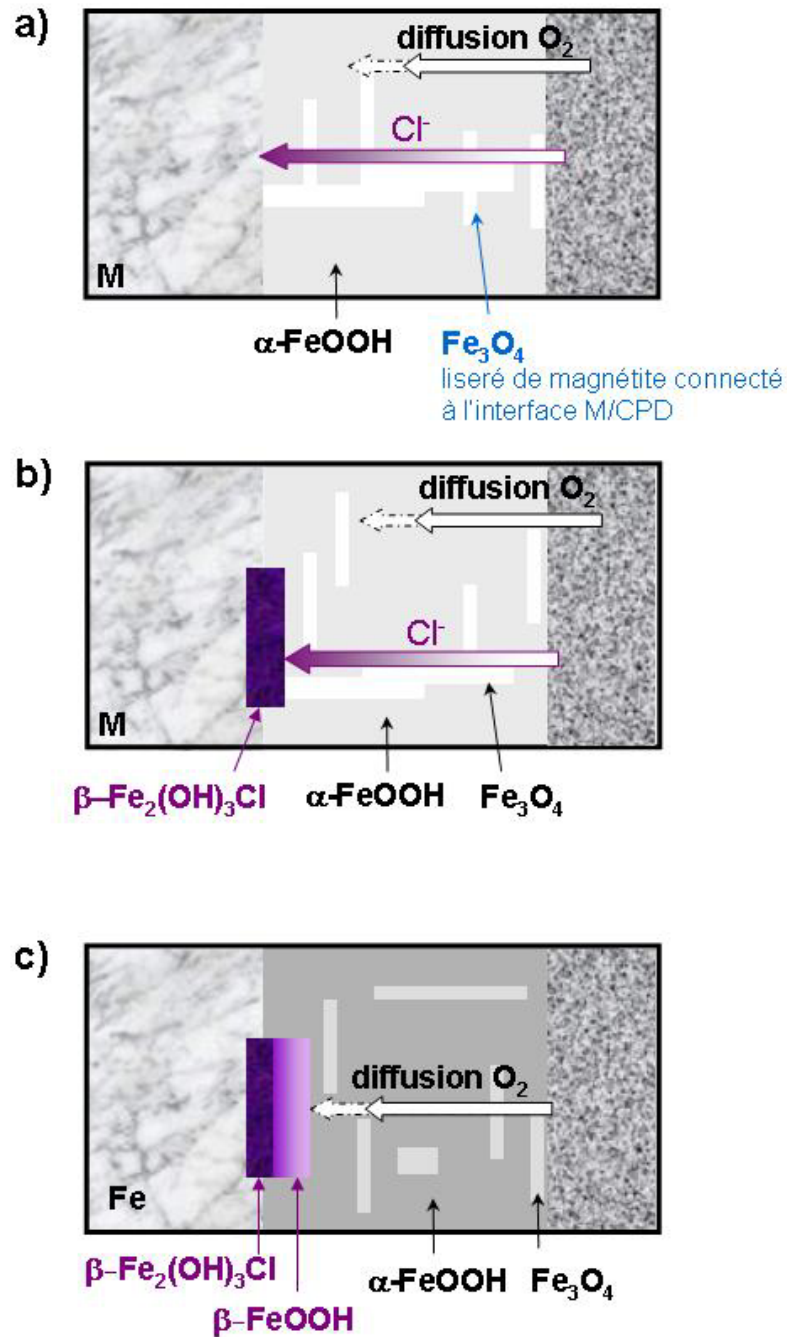 a)
diffusion O₂
Cl⁻
M
α-FeOOH
Fe₃O₄
liseré de magnétite connecté
à l'interface M/CPD
b)
diffusion O₂
Cl⁻
M
β–Fe₂(OH)₃Cl
α-FeOOH
Fe₃O₄
c)
diffusion O₂
Fe
β-Fe₂(OH)₃Cl
α-FeOOH
Fe₃O₄
β-FeOOH